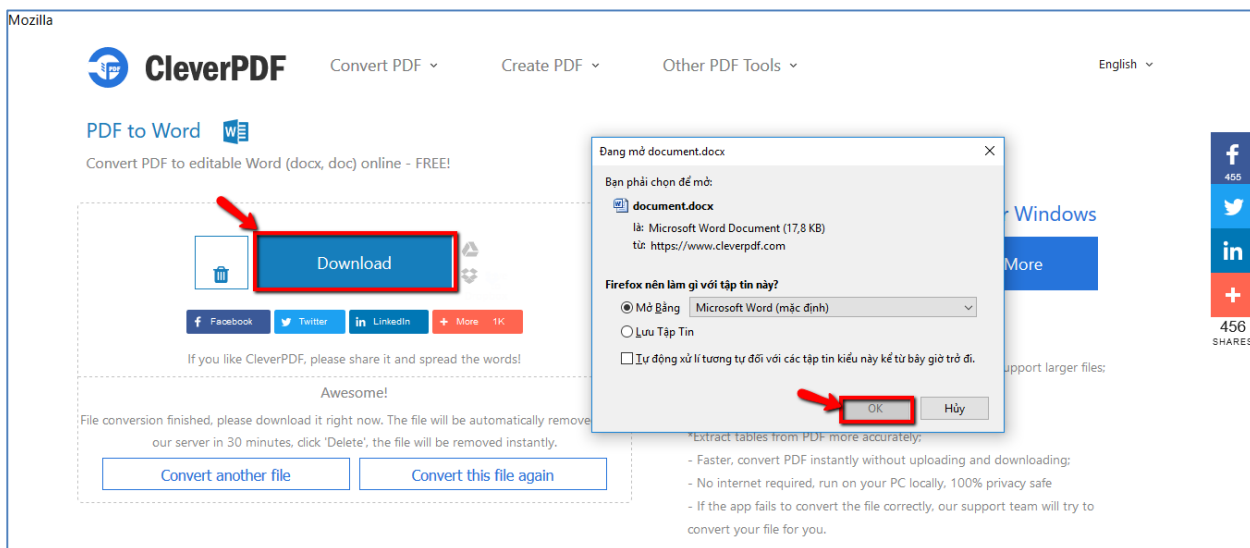 Mozilla
CleverPDF
Convert PDF
Create PDF
Other PDF Tools
English
PDF to Word
Convert PDF to editable Word (docx, doc) online - FREE!
Download
Facebook
Twitter
LinkedIn
More 1K
If you like CleverPDF, please share it and spread the words!
Awesome!
File conversion finished, please download it right now. The file will be automatically remove
our server in 30 minutes, click 'Delete', the file will be removed instantly.
Convert another file
Convert this file again
Đang mở document.docx
Bạn phải chọn để mở:
document.docx
là: Microsoft Word Document (17,8 KB)
từ: https://www.cleverpdf.com
Firefox nên làm gì với tập tin này?
Mở Bằng
Microsoft Word (mặc định)
Lưu Tập Tin
Tự động xử lí tương tự đối với các tập tin kiểu này kể từ bây giờ trở đi.
OK
Hủy
Windows
More
upport larger files;
*Extract tables from PDF more accurately;
- Faster, convert PDF instantly without uploading and downloading;
- No internet required, run on your PC locally, 100% privacy safe
- If the app fails to convert the file correctly, our support team will try to
convert your file for you.
455
456
SHARES